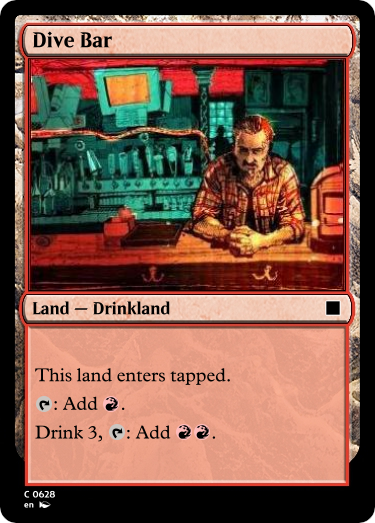 Dive Bar
Land — Drinkland
This land enters tapped.
: Add .
Drink 3, : Add .
C 0628
en